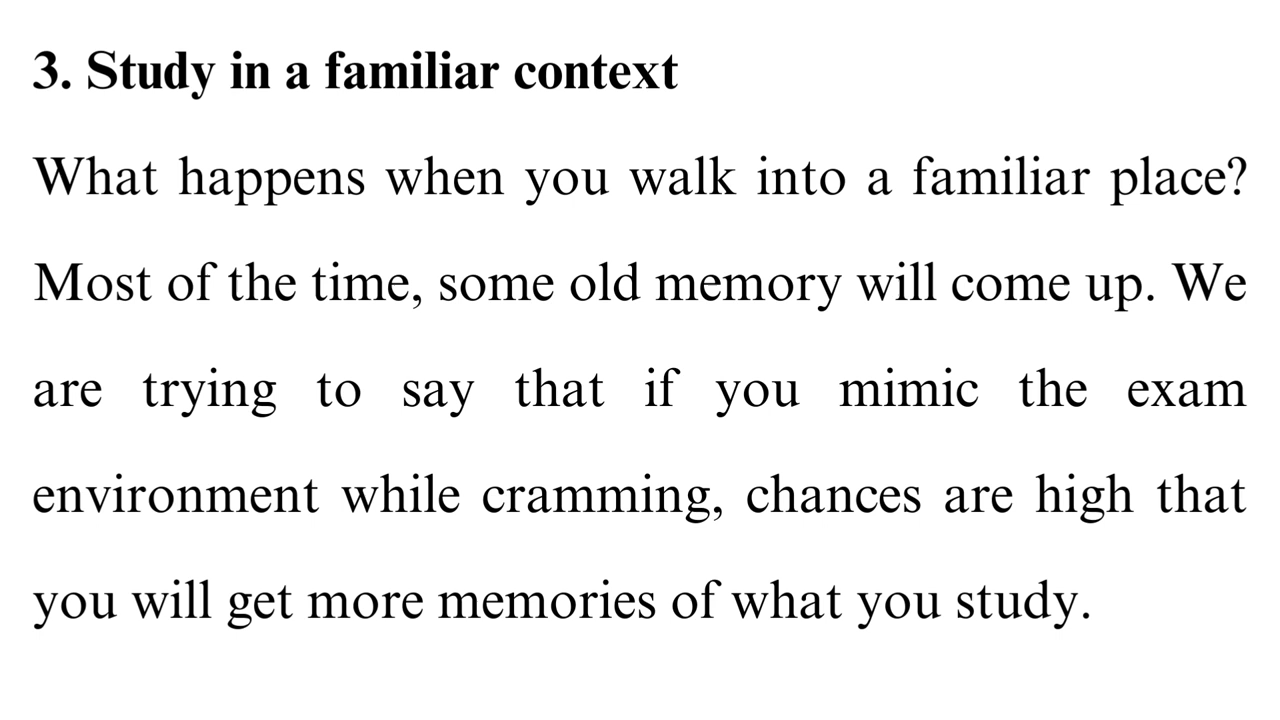 3. Study in a familiar context
What happens when you walk into a familiar place?
Most of the time, some old memory will come up. We
are trying to say that if you mimic the exam
environment while cramming, chances are high that
you will get more memories of what you study.